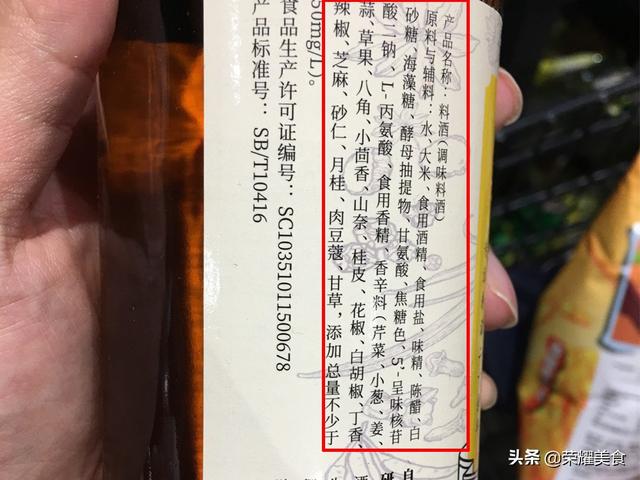 产品名称：料酒(调味料酒)
原料与辅料：水、大米、食用酒精、食用盐、味精、陈醋、白
砂糖、海藻糖、酵母抽提物、甘氨酸、焦糖色、5'-呈味核苷
酸二钠、L-丙氨酸、食用香精、香辛料(芹菜、小葱、姜、
蒜、草果、八角、小茴香、山奈、桂皮、花椒、白胡椒、丁香、
辣椒、芝麻、砂仁、月桂、肉豆蔻、甘草，添加 总量不少于
50mg/L)。
食品生产许可证编号：SC10351011500678
产品标准号：SB/T10416
头条 @荣耀美食